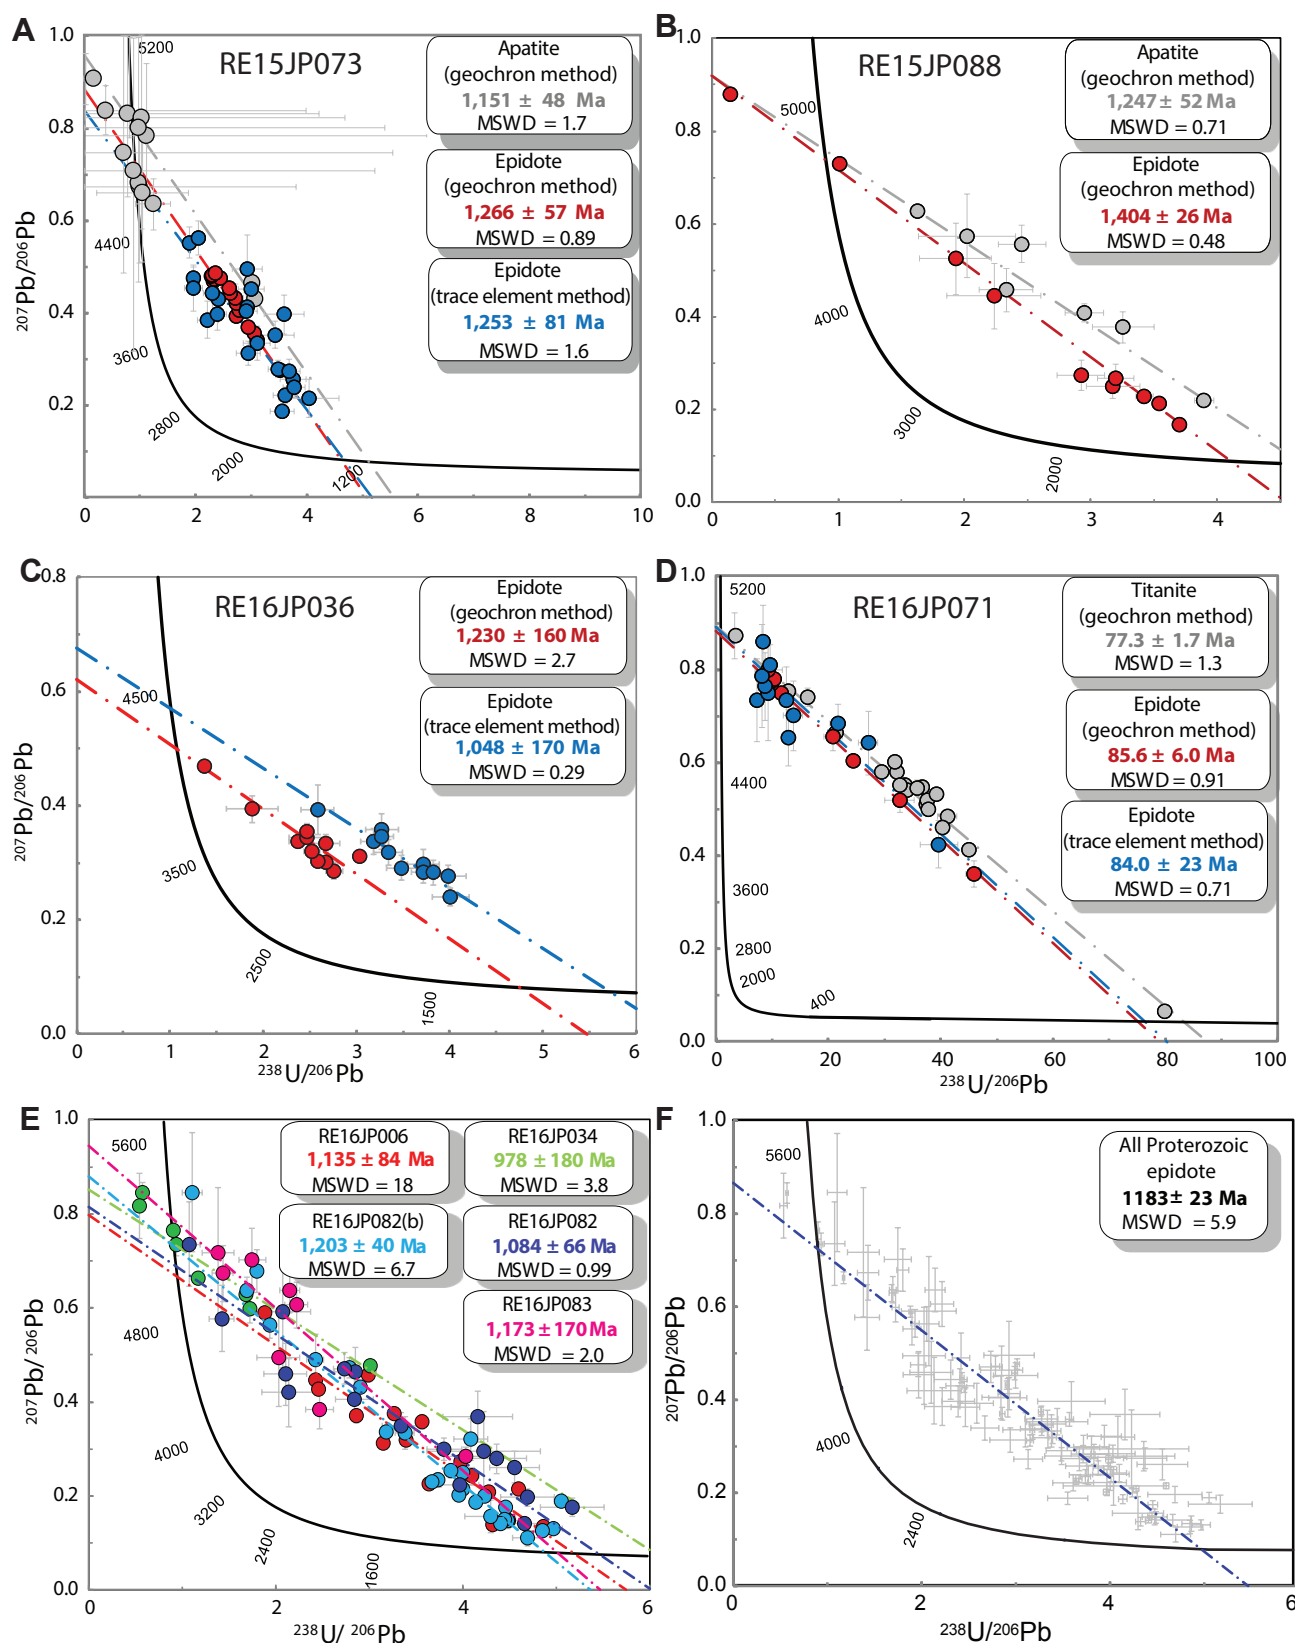 A
RE15JP073
5200
4400
3600
2800
2000
1200
Apatite
(geochron method)
1,151 ± 48 Ma
MSWD = 1.7
Epidote
(geochron method)
1,266 ± 57 Ma
MSWD = 0.89
Epidote
(trace element method)
1,253 ± 81 Ma
MSWD = 1.6
1.0
0.8
0.6
0.4
0.2
0 2 4 6 8 10
207Pb/206Pb
B
RE15JP088
5000
4000
3000
2000
Apatite
(geochron method)
1,247 ± 52 Ma
MSWD = 0.71
Epidote
(geochron method)
1,404 ± 26 Ma
MSWD = 0.48
1.0
0.8
0.6
0.4
0.2
0.0
0 1 2 3 4
C
RE16JP036
4500
3500
2500
1500
Epidote
(geochron method)
1,230 ± 160 Ma
MSWD = 2.7
Epidote
(trace element method)
1,048 ± 170 Ma
MSWD = 0.29
0.8
0.6
0.4
0.2
0.0
0 1 2 3 4 5 6
207Pb/206Pb
238U/206Pb
D
RE16JP071
5200
4400
3600
2800
2000
400
Titanite
(geochron method)
77.3 ± 1.7 Ma
MSWD = 1.3
Epidote
(geochron method)
85.6 ± 6.0 Ma
MSWD = 0.91
Epidote
(trace element method)
84.0 ± 23 Ma
MSWD = 0.71
1.0
0.8
0.6
0.4
0.2
0.0
0 20 40 60 80 100
238U/206Pb
E
5600
4800
4000
3200
2400
1600
RE16JP006
1,135 ± 84 Ma
MSWD = 18
RE16JP034
978 ± 180 Ma
MSWD = 3.8
RE16JP082(b)
1,203 ± 40 Ma
MSWD = 6.7
RE16JP082
1,084 ± 66 Ma
MSWD = 0.99
RE16JP083
1,173 ± 170 Ma
MSWD = 2.0
1.0
0.8
0.6
0.4
0.2
0.0
0 2 4 6
207Pb/ 206Pb
238U/ 206Pb
F
5600
4000
2400
All Proterozoic
epidote
1183± 23 Ma
MSWD = 5.9
1.0
0.8
0.6
0.4
0.2
0.0
0 1 2 3 4 5 6
207Pb/206Pb
238U/206Pb